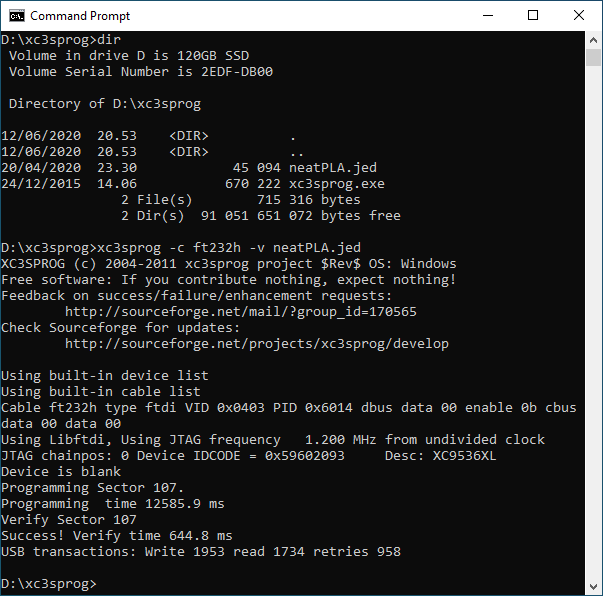 Command Prompt
D:\xc3sprog>dir
Volume in drive D is 120GB SSD
Volume Serial Number is 2EDF-DB00
Directory of D:\xc3sprog
12/06/2020  20.53    <DIR>          .
12/06/2020  20.53    <DIR>          ..
20/04/2020  23.30            45 094 neatPLA.jed
24/12/2015  14.06           670 222 xc3sprog.exe
2 File(s)        715 316 bytes
2 Dir(s)  91 051 651 072 bytes free
D:\xc3sprog>xc3sprog -c ft232h -v neatPLA.jed
XC3SPROG (c) 2004-2011 xc3sprog project $Rev$ OS: Windows
Free software: If you contribute nothing, expect nothing!
Feedback on success/failure/enhancement requests:
http://sourceforge.net/mail/?group_id=170565
Check Sourceforge for updates:
http://sourceforge.net/projects/xc3sprog/develop
Using built-in device list
Using built-in cable list
Cable ft232h type ftdi VID 0x0403 PID 0x6014 dbus data 00 enable 0b cbus
data 00 data 00
Using Libftdi, Using JTAG frequency   1.200 MHz from undivided clock
JTAG chainpos: 0 Device IDCODE = 0x59602093     Desc: XC9536XL
Device is blank
Programming Sector 107.
Programming  time 12585.9 ms
Verify Sector 107
Success! Verify time 644.8 ms
USB transactions: Write 1953 read 1734 retries 958
D:\xc3sprog>